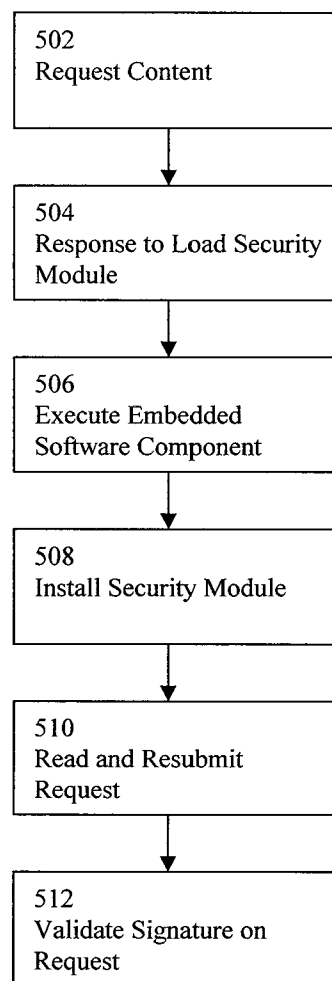 502
Request Content
504
Response to Load Security
Module
506
Execute Embedded
Software Component
508
Install Security Module
510
Read and Resubmit
Request
512
Validate Signature on
Request